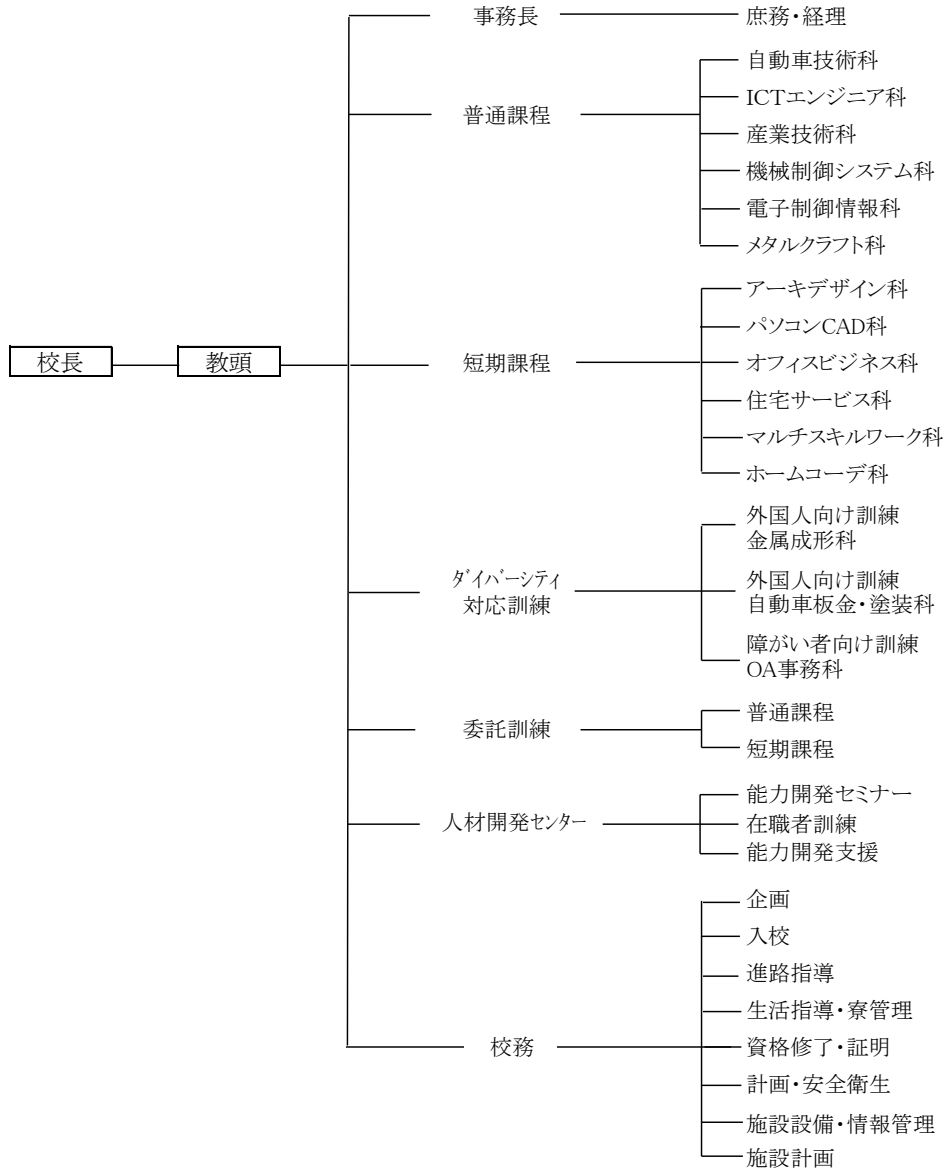 校長
教頭
事務長
庶務・経理
普通課程
自動車技術科
ICTエンジニア科
産業技術科
機械制御システム科
電子制御情報科
メタルクラフト科
短期課程
アーキデザイン科
パソコンCAD科
オフィスビジネス科
住宅サービス科
マルチスキルワーク科
ホームコーデ科
ダイバーシティ
対応訓練
外国人向け訓練
金属成形科
外国人向け訓練
自動車板金・塗装科
障がい者向け訓練
OA事務科
委託訓練
普通課程
短期課程
人材開発センター
能力開発セミナー
在職者訓練
能力開発支援
校務
企画
入校
進路指導
生活指導・寮管理
資格修了・証明
計画・安全衛生
施設設備・情報管理
施設計画